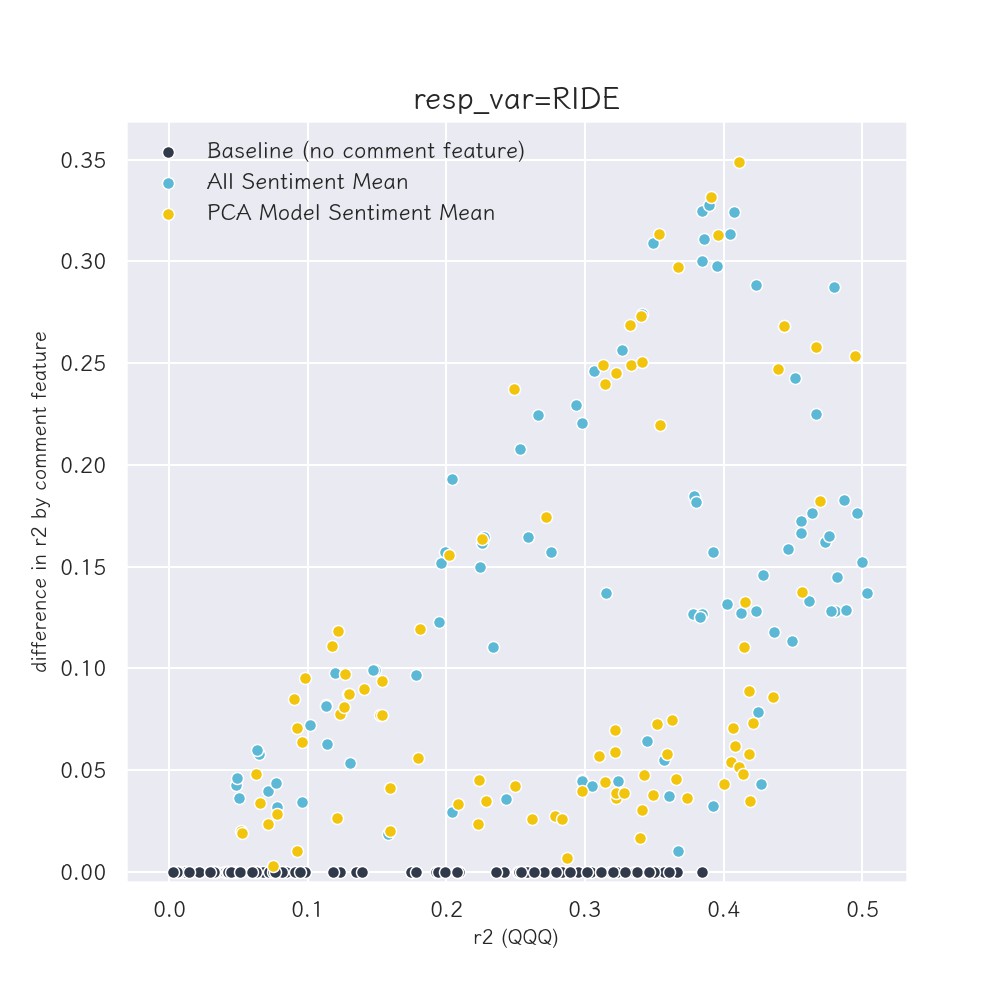 resp_var=RIDE
Baseline (no comment feature)
All Sentiment Mean
PCA Model Sentiment Mean
0.35
0.30
0.25
0.20
0.15
0.10
0.05
0.00
difference in r2 by comment feature
0.0 0.1 0.2 0.3 0.4 0.5
r2 (QQQ)